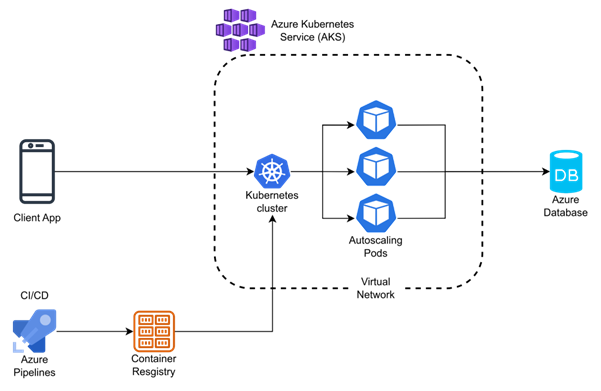 Azure Kubernetes
Service (AKS)
Client App
Kubernetes
cluster
Autoscaling
Pods
DB
Azure
Database
Virtual
Network
CI/CD
Azure
Pipelines
Container
Resgistry